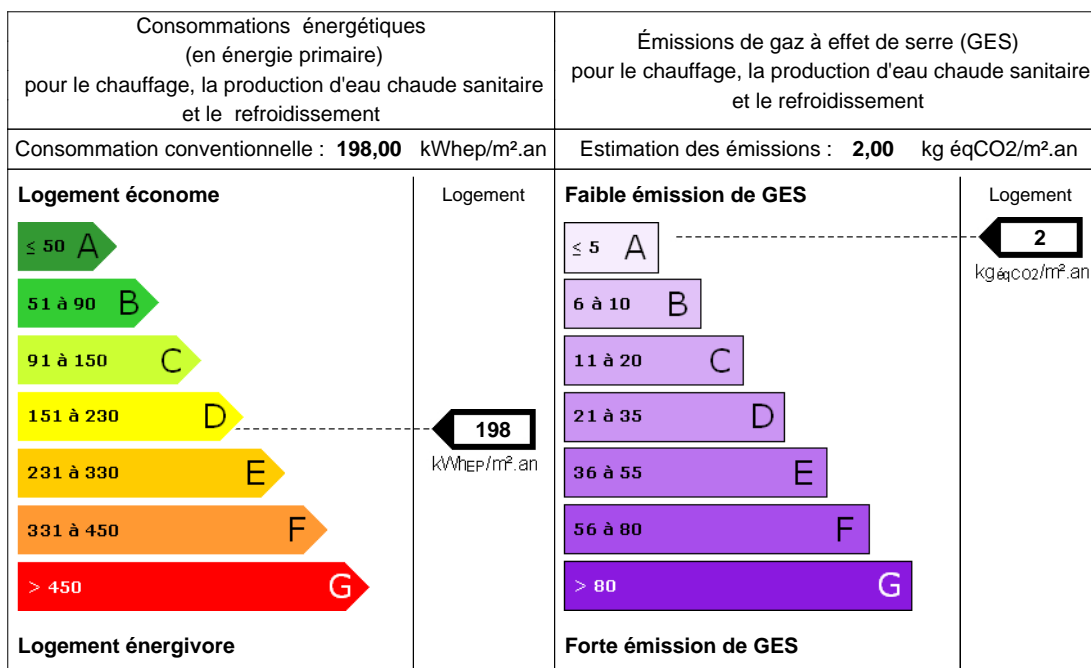 Consommations énergétiques
(en énergie primaire)
pour le chauffage, la production d'eau chaude sanitaire
et le refroidissement
Émissions de gaz à effet de serre (GES)
pour le chauffage, la production d'eau chaude sanitaire
et le refroidissement
Consommation conventionnelle : 198,00 kWhep/m².an
Estimation des émissions : 2,00 kg éqCO2/m².an
Logement économe
Logement
≤ 50 A
51 à 90 B
91 à 150 C
151 à 230 D
231 à 330 E
331 à 450 F
> 450 G
198
kWhEP/m².an
Logement énergivore
Faible émission de GES
Logement
≤ 5 A
6 à 10 B
11 à 20 C
21 à 35 D
36 à 55 E
56 à 80 F
> 80 G
2
kgéqCO2/m².an
Forte émission de GES